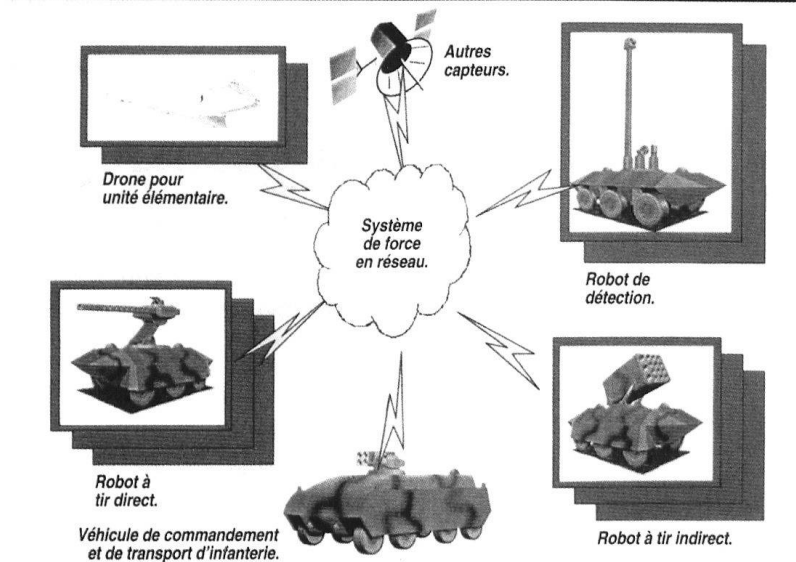 Autres
capteurs.
Drone pour
unité élémentaire.
Système
de force
en réseau.
Robot de
détection.
Robot à
tir direct.
Véhicule de commandement
et de transport d'infanterie.
Robot à tir indirect.